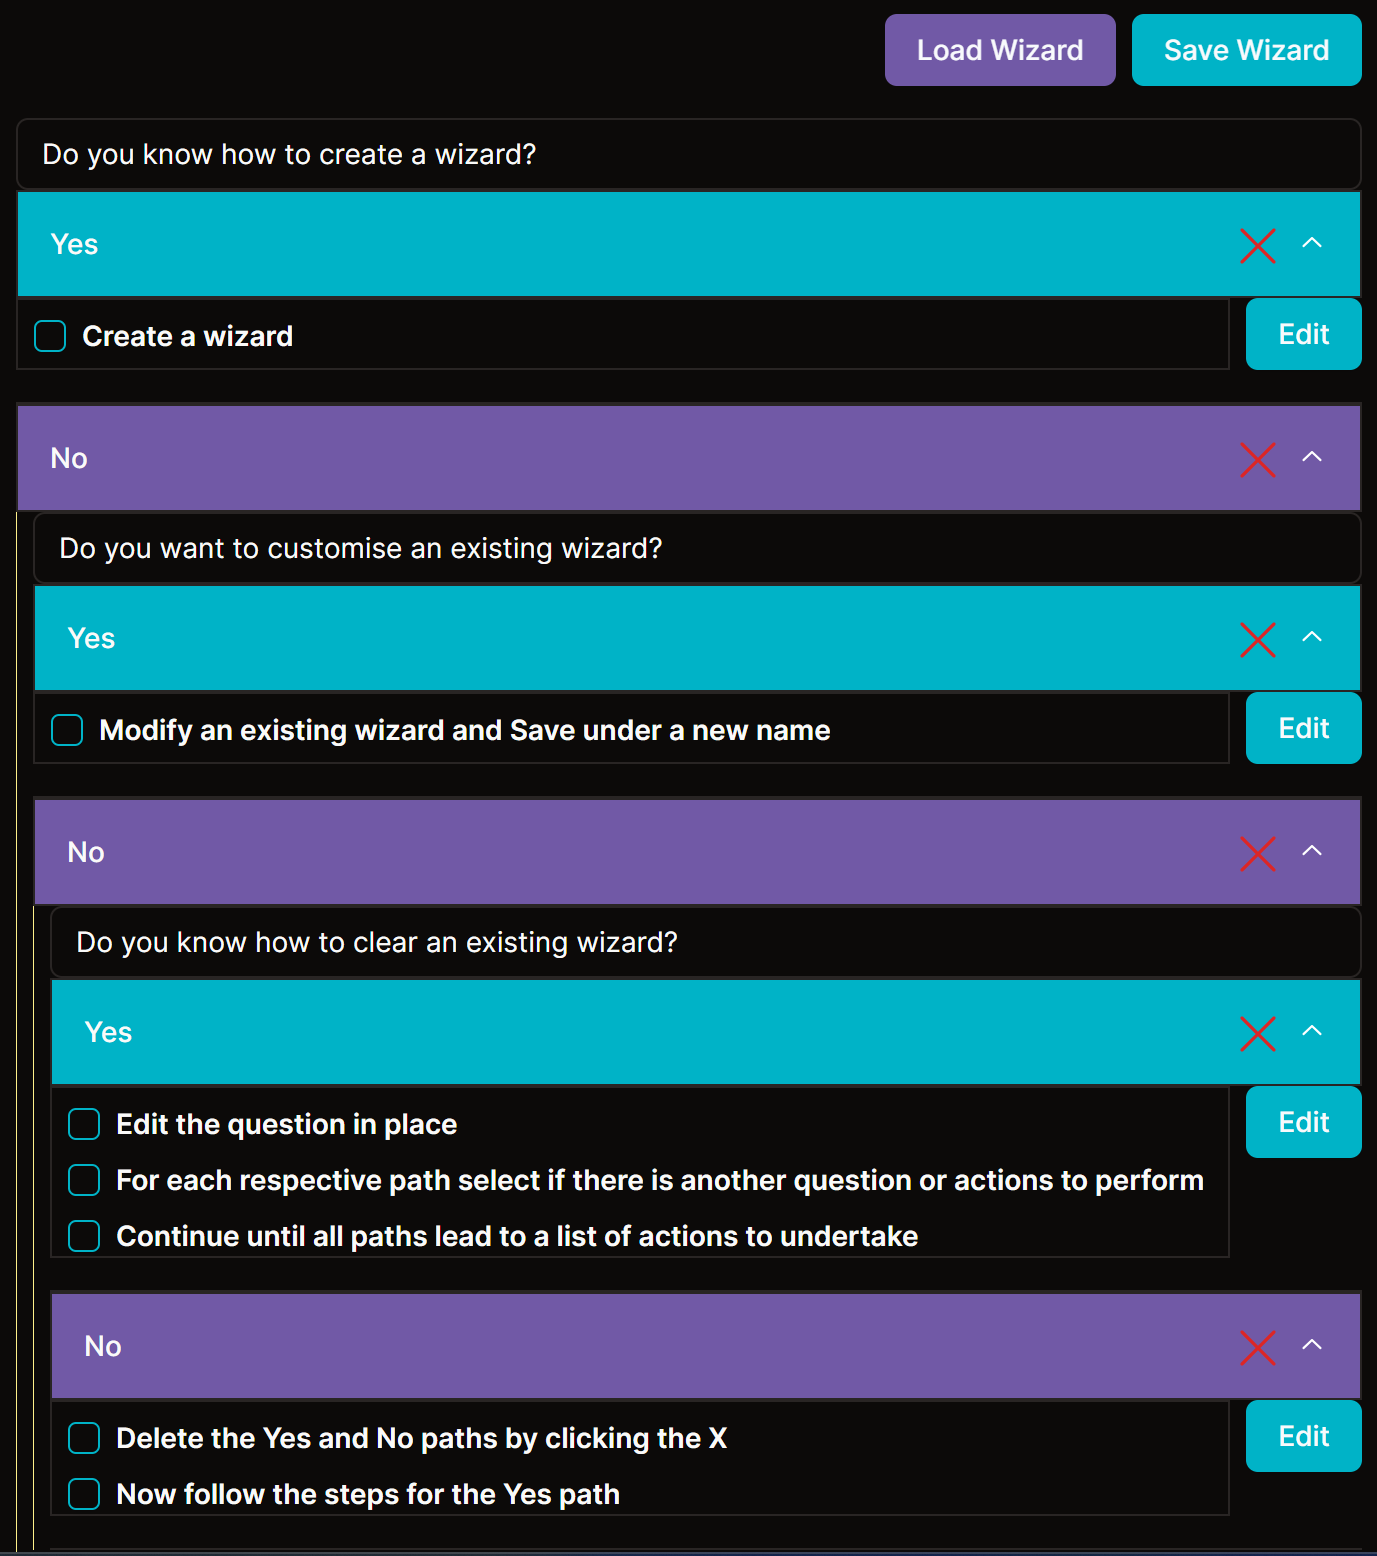 Load Wizard
Save Wizard
Do you know how to create a wizard?
Yes
Create a wizard
Edit
No
Do you want to customise an existing wizard?
Yes
Modify an existing wizard and Save under a new name
Edit
No
Do you know how to clear an existing wizard?
Yes
Edit the question in place
Edit
For each respective path select if there is another question or actions to perform
Continue until all paths lead to a list of actions to undertake
No
Delete the Yes and No paths by clicking the X
Edit
Now follow the steps for the Yes path